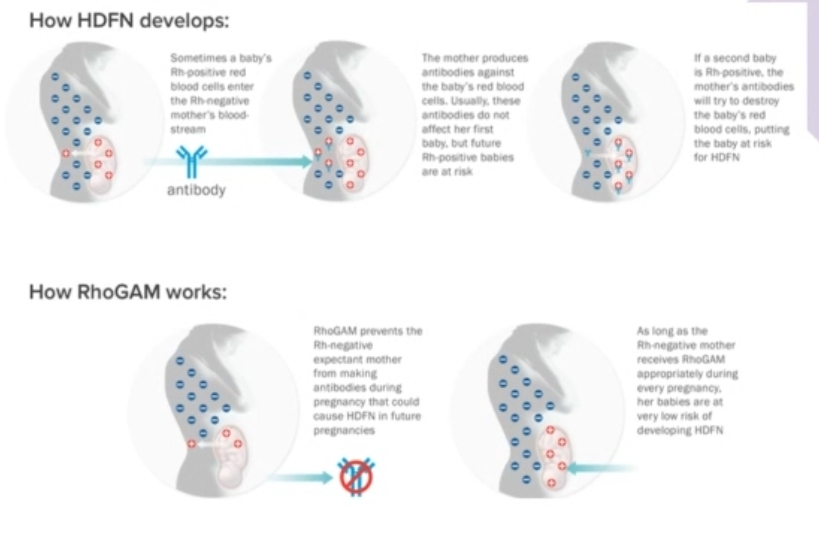 How HDFN develops:
Sometimes a baby's
Rh-positive red
blood cells enter
the Rh-negative
mother's blood-
stream
antibody
The mother produces
antibodies against
the baby's red blood
cells. Usually, these
antibodies do not
affect her first
baby, but future
Rh-positive babies
are at risk
If a second baby
is Rh-positive, the
mother's antibodies
will try to destroy
the baby's red
blood cells, putting
the baby at risk
for HDFN
How RhoGAM works:
RhoGAM prevents the
Rh-negative
expectant mother
from making
antibodies during
pregnancy that could
cause HDFN in future
pregnancies
As long as the
Rh-negative mother
receives RhoGAM
appropriately during
every pregnancy,
her babies are at
very low risk of
developing HDFN